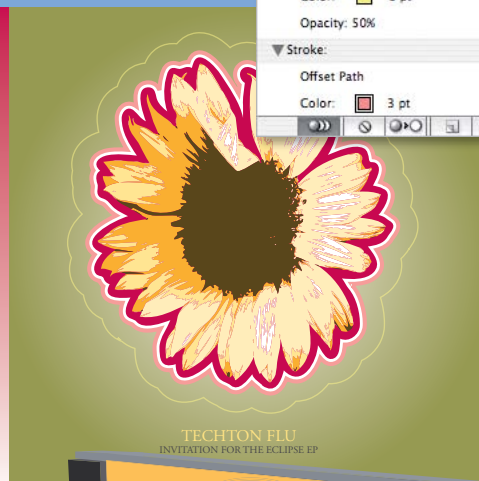 Opacity: 50%
Stroke:
Offset Path
Color: 3 pt
TECHTON FLU
INVITATION FOR THE ECLIPSE EP